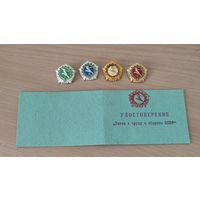 УДОСТОВЕРЕНИЕ
„Готов к труду и обороне СССР“